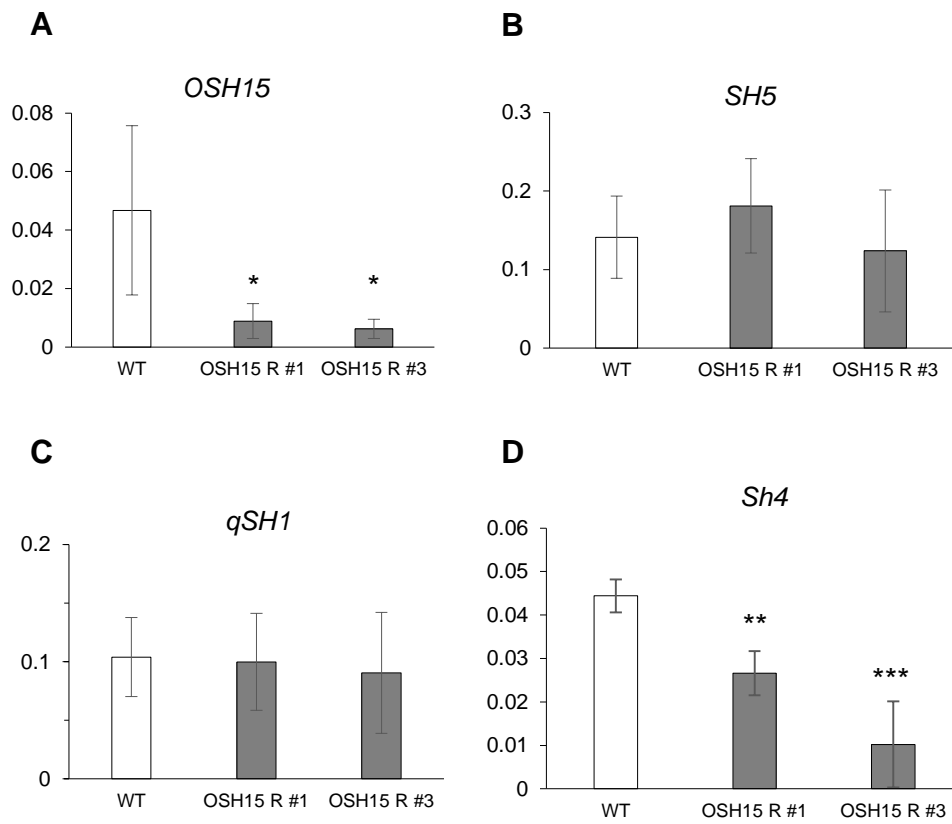 A
OSH15
0.08
0.06
0.04
0.02
0
*
*
WT
OSH15 R #1
OSH15 R #3
B
SH5
0.3
0.2
0.1
0
WT
OSH15 R #1
OSH15 R #3
C
qSH1
0.2
0.1
0
WT
OSH15 R #1
OSH15 R #3
D
Sh4
0.06
0.05
0.04
0.03
0.02
0.01
0
**
***
WT
OSH15 R #1
OSH15 R #3